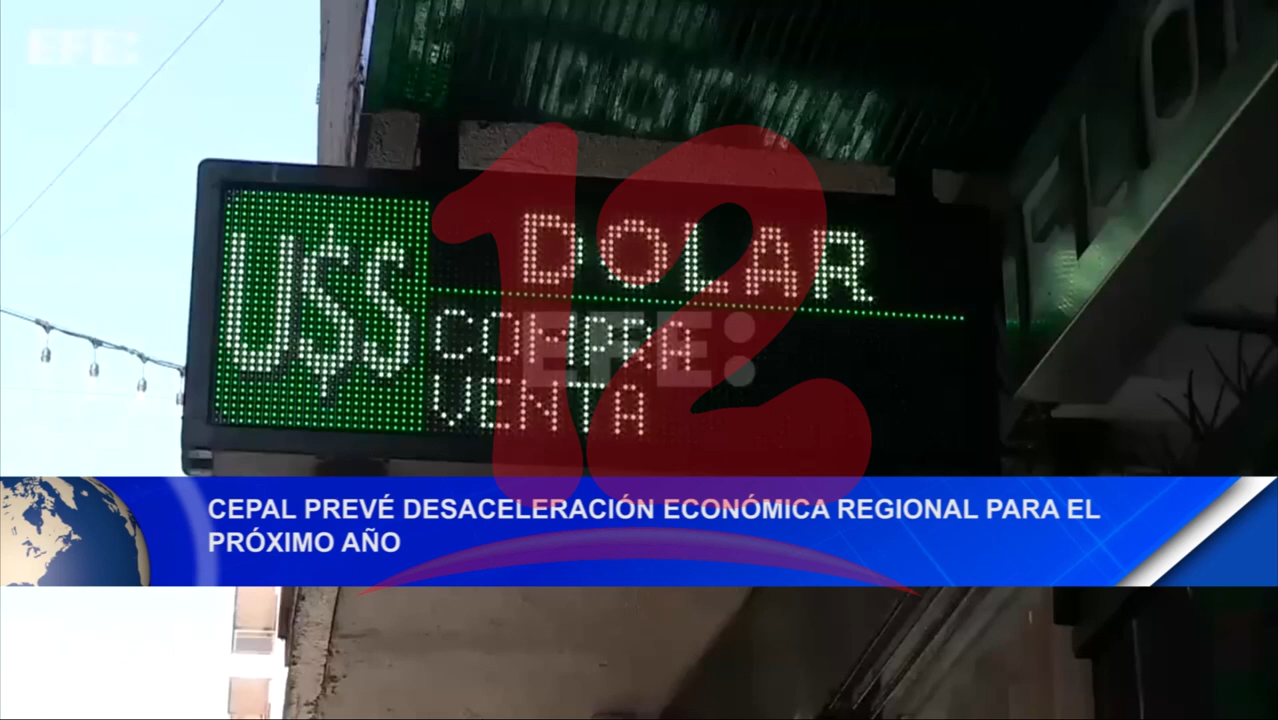 EFE:
12
U$$
DOLAR
COMPRA
EFE:
VENTA
CEPAL PREVÉ DESACELERACIÓN ECONÓMICA REGIONAL PARA EL
PRÓXIMO AÑO